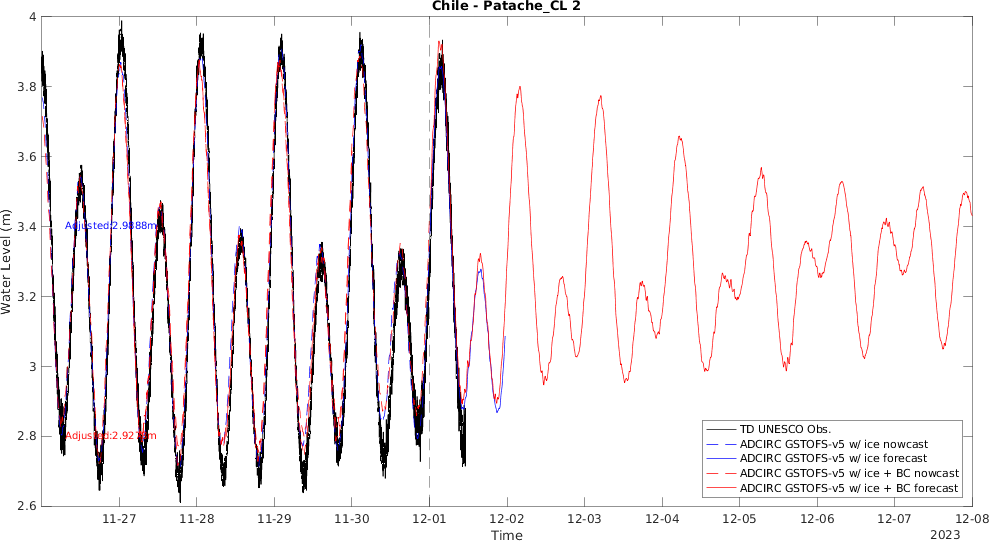 Chile - Patache_CL 2
4
3.8
3.6
3.4
3.2
3
2.8
2.6
Water Level (m)
Adjusted:2.9888m
TD UNESCO Obs.
ADCIRC GSTOFS-v5 w/ ice nowcast
ADCIRC GSTOFS-v5 w/ ice forecast
ADCIRC GSTOFS-v5 w/ ice + BC nowcast
ADCIRC GSTOFS-v5 w/ ice + BC forecast
11-27 11-28 11-29 11-30 12-01 12-02 12-03 12-04 12-05 12-06 12-07 12-08
Time
2023